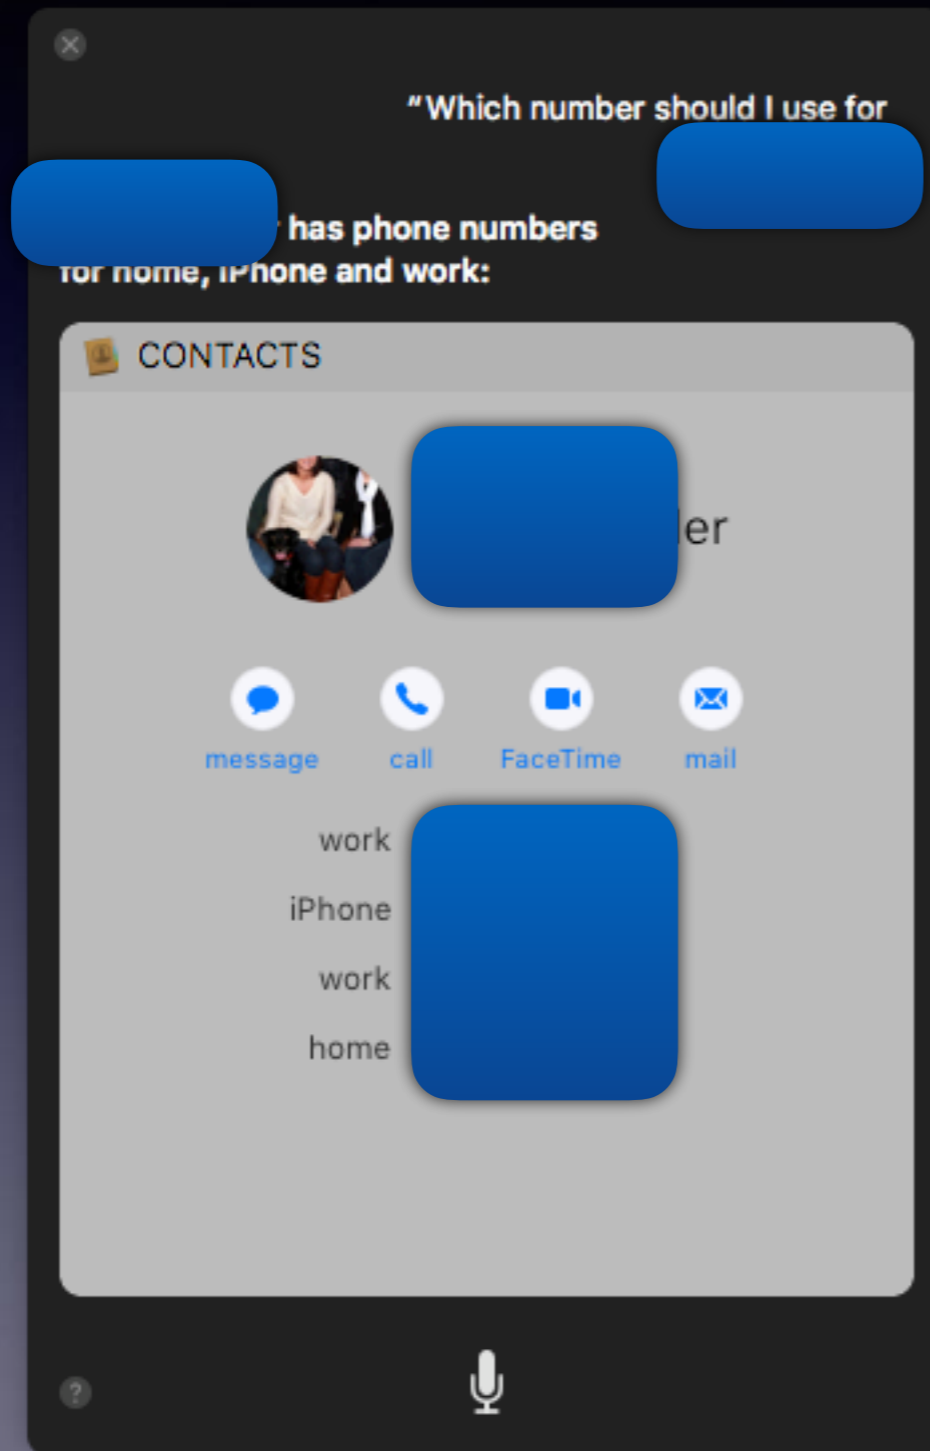 “Which number should I use for
has phone numbers
for home, iPhone and work:
CONTACTS
message call FaceTime mail
work
iPhone
work
home
?